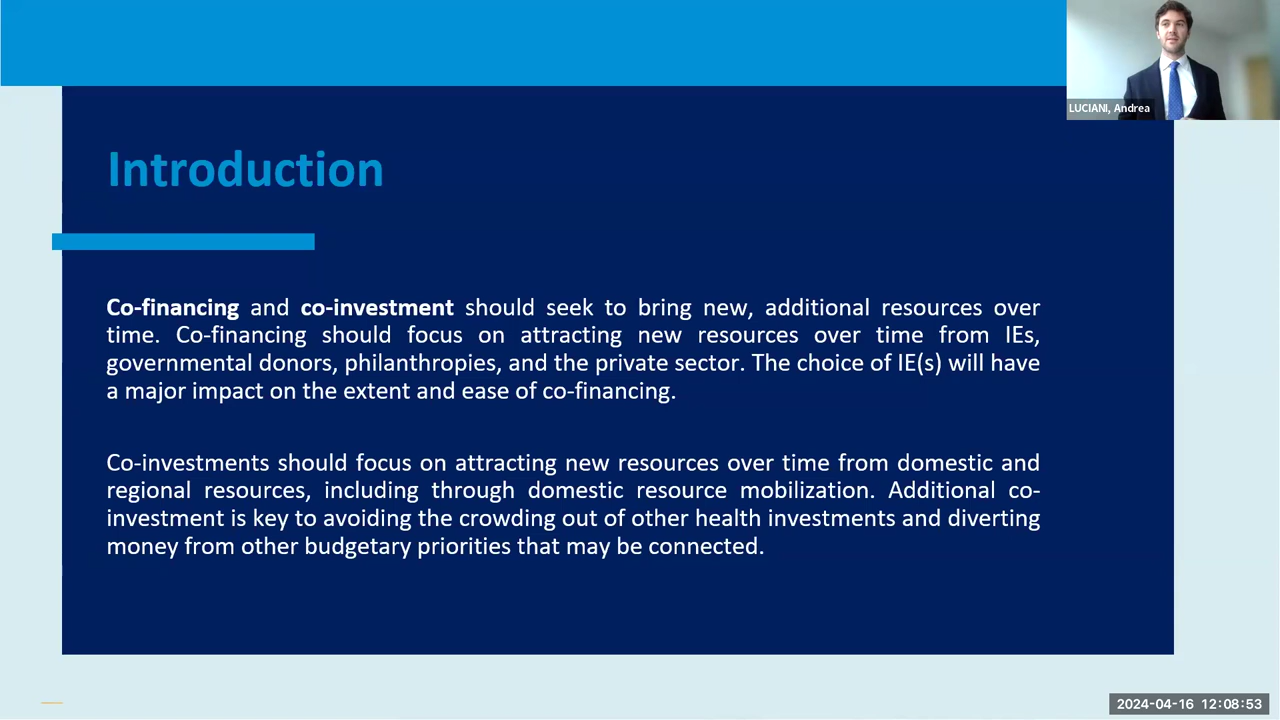 LUCIANI, Andrea
Introduction
Co-financing and co-investment should seek to bring new, additional resources over
time. Co-financing should focus on attracting new resources over time from IEs,
governmental donors, philanthropies, and the private sector. The choice of IE(s) will have
a major impact on the extent and ease of co-financing.
Co-investments should focus on attracting new resources over time from domestic and
regional resources, including through domestic resource mobilization. Additional co-
investment is key to avoiding the crowding out of other health investments and diverting
money from other budgetary priorities that may be connected.
2024-04-16 12:08:53